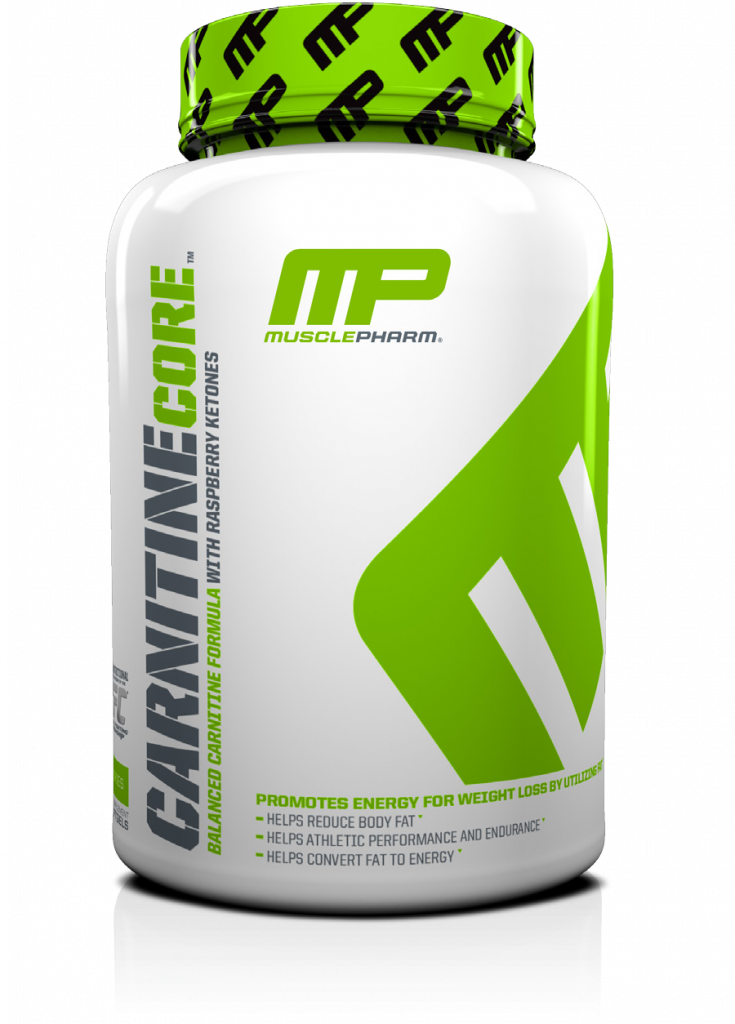 MP
MUSCLEPHARM®
CARNITINE CORE™
BALANCED CARNITINE FORMULA WITH RASPBERRY KETONES
PROMOTES ENERGY FOR WEIGHT LOSS BY UTILIZING
HELPS REDUCE BODY FAT
HELPS ATHLETIC PERFORMANCE AND ENDURANCE
HELPS CONVERT FAT TO ENERGY